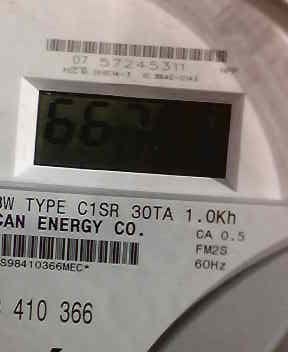 07 57245311
667
3W TYPE C1SR 30TA 1.0Kh
CAN ENERGY CO.
CA 0.5
FM2S
60Hz
S98410366MEC*
410 366